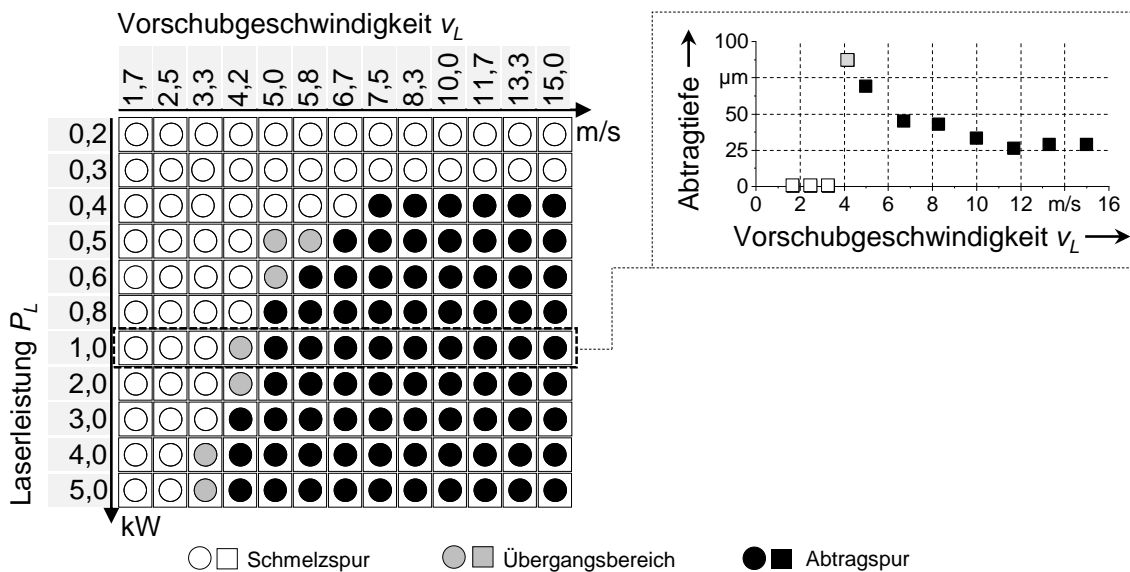 Vorschubgeschwindigkeit v_L
1,7 2,5 3,3 4,2 5,0 5,8 6,7 7,5 8,3 10,0 11,7 13,3 15,0
m/s
Laserleistung P_L
0,2
0,3
0,4
0,5
0,6
0,8
1,0
2,0
3,0
4,0
5,0
kW
Abtragtiefe
100
µm
50
25
0
0 2 4 6 8 10 12 m/s 16
Vorschubgeschwindigkeit v_L
Schmelzspur Übergangsbereich Abtragspur